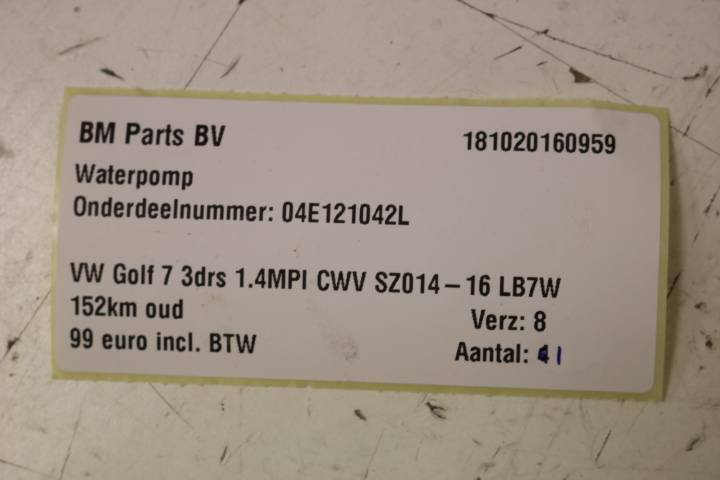 BM Parts BV 181020160959
Waterpomp
Onderdeelnummer: 04E121042L
VW Golf 7 3drs 1.4MPI CWV SZ014-16 LB7W
152km oud Verz: 8
99 euro incl. BTW Aantal: 1